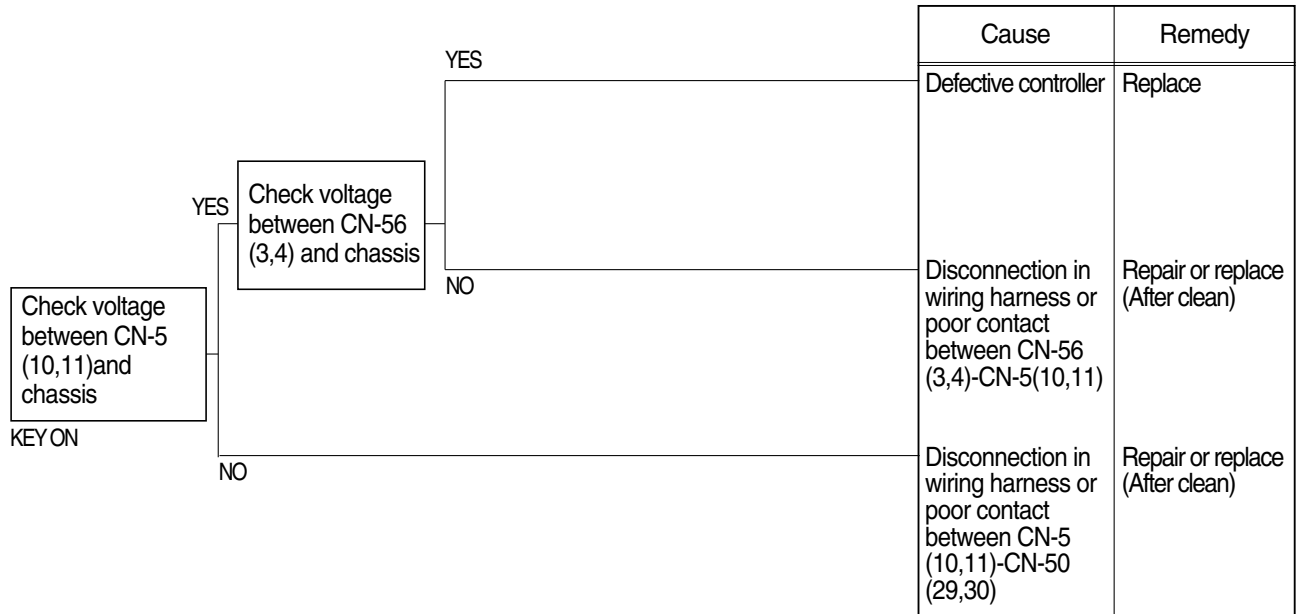 Cause
Remedy
YES
Defective controller
Replace
YES
Check voltage
between CN-56
(3,4) and chassis
NO
Disconnection in
wiring harness or
poor contact
between CN-56
(3,4)-CN-5(10,11)
Repair or replace
(After clean)
Check voltage
between CN-5
(10,11)and
chassis
KEY ON
NO
Disconnection in
wiring harness or
poor contact
between CN-5
(10,11)-CN-50
(29,30)
Repair or replace
(After clean)